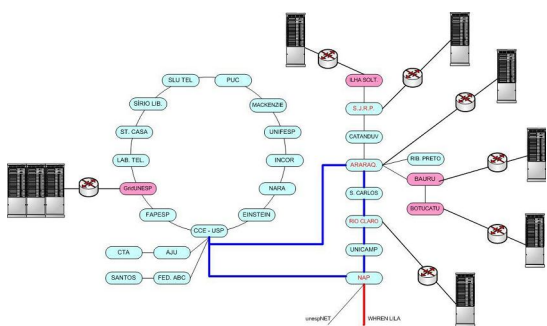 SLU TEL
PUC
SÍRIO LIB.
MACKENZIE
ST. CASA
UNIFESP
LAB. TEL.
INCOR
GridUNESP
NARA
FAPESP
EINSTEIN
CCE - USP
CTA
AJU
SANTOS
FED. ABC
ILHA SOLT.
S.J.R.P.
CATANDUV
ARARAQ.
RIB. PRETO
BAURU
S. CARLOS
BOTUCATU
RIO CLARO
UNICAMP
NAP
unespNET
WHREN LILA